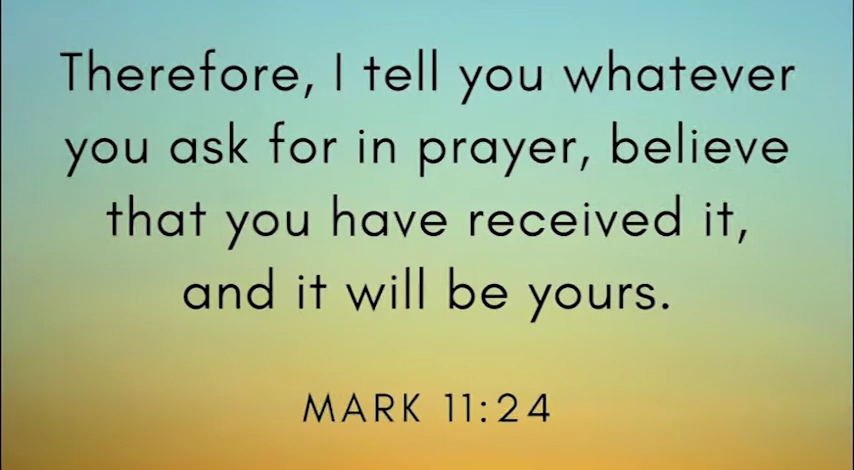 Therefore, I tell you whatever
you ask for in prayer, believe
that you have received it,
and it will be yours.
MARK 11:24